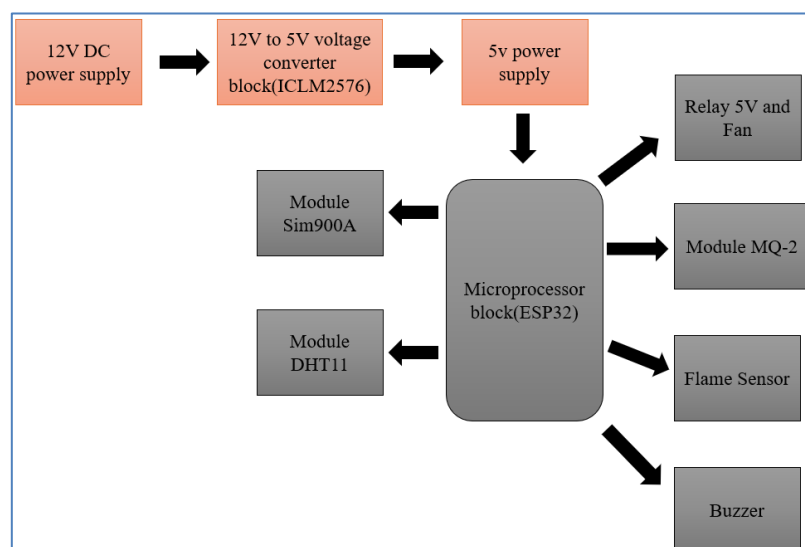 12V DC
power supply
12V to 5V voltage
converter
block(ICLM2576)
5v power
supply
Relay 5V and
Fan
Module
Sim900A
Module MQ-2
Microprocessor
block(ESP32)
Module
DHT11
Flame Sensor
Buzzer